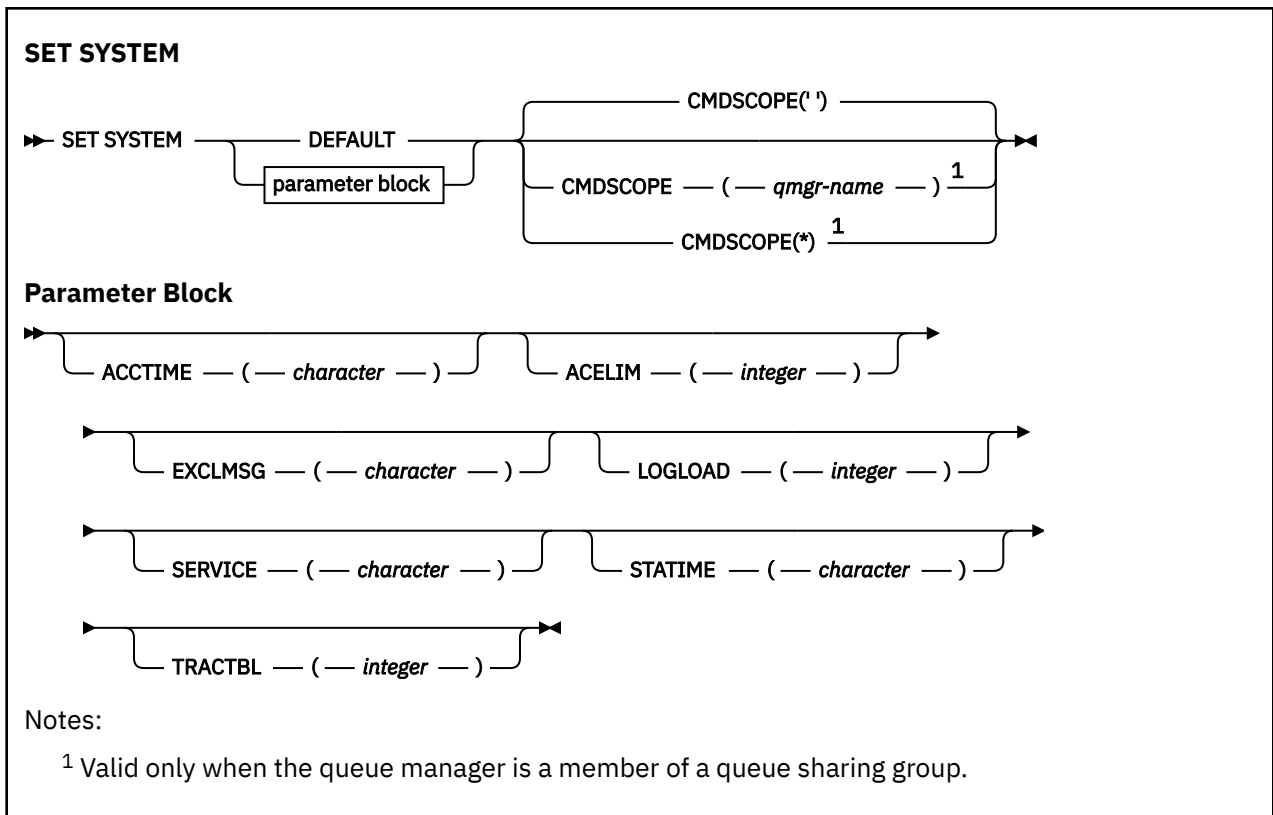 SET SYSTEM
CMDSCOPE(' ')
SET SYSTEM DEFAULT
parameter block
CMDSCOPE ( qmgr-name ) 1
CMDSCOPE(*) 1
Parameter Block
ACCTIME ( character ) ACELIM ( integer )
EXCLMSG ( character ) LOGLOAD ( integer )
SERVICE ( character ) STATIME ( character )
TRACTBL ( integer )
Notes:
1 Valid only when the queue manager is a member of a queue sharing group.